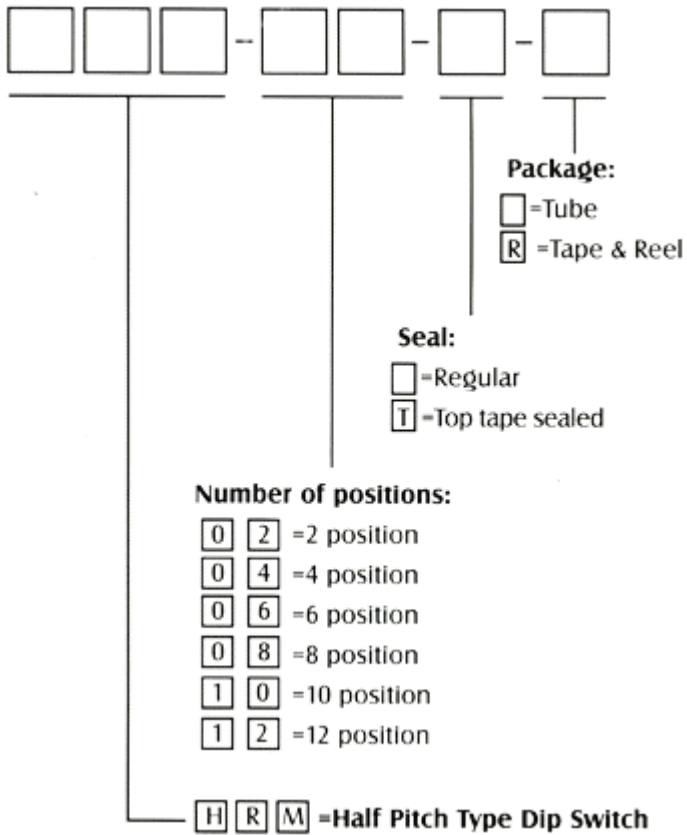 Package:
=Tube
R =Tape & Reel
Seal:
=Regular
T =Top tape sealed
Number of positions:
0 2 =2 position
0 4 =4 position
0 6 =6 position
0 8 =8 position
1 0 =10 position
1 2 =12 position
H R M =Half Pitch Type Dip Switch